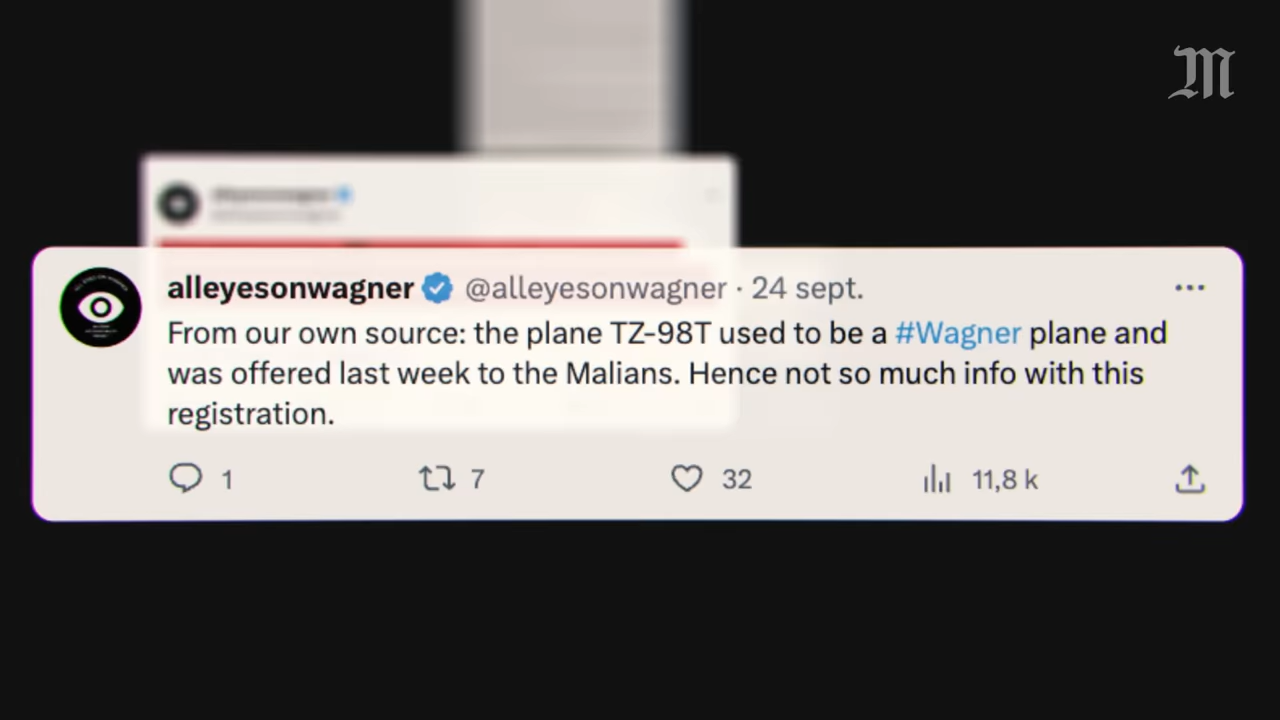 M
alleyesonwagner @alleyesonwagner · 24 sept.
From our own source: the plane TZ-98T used to be a #Wagner plane and
was offered last week to the Malians. Hence not so much info with this
registration.
1 7 32 11,8 k